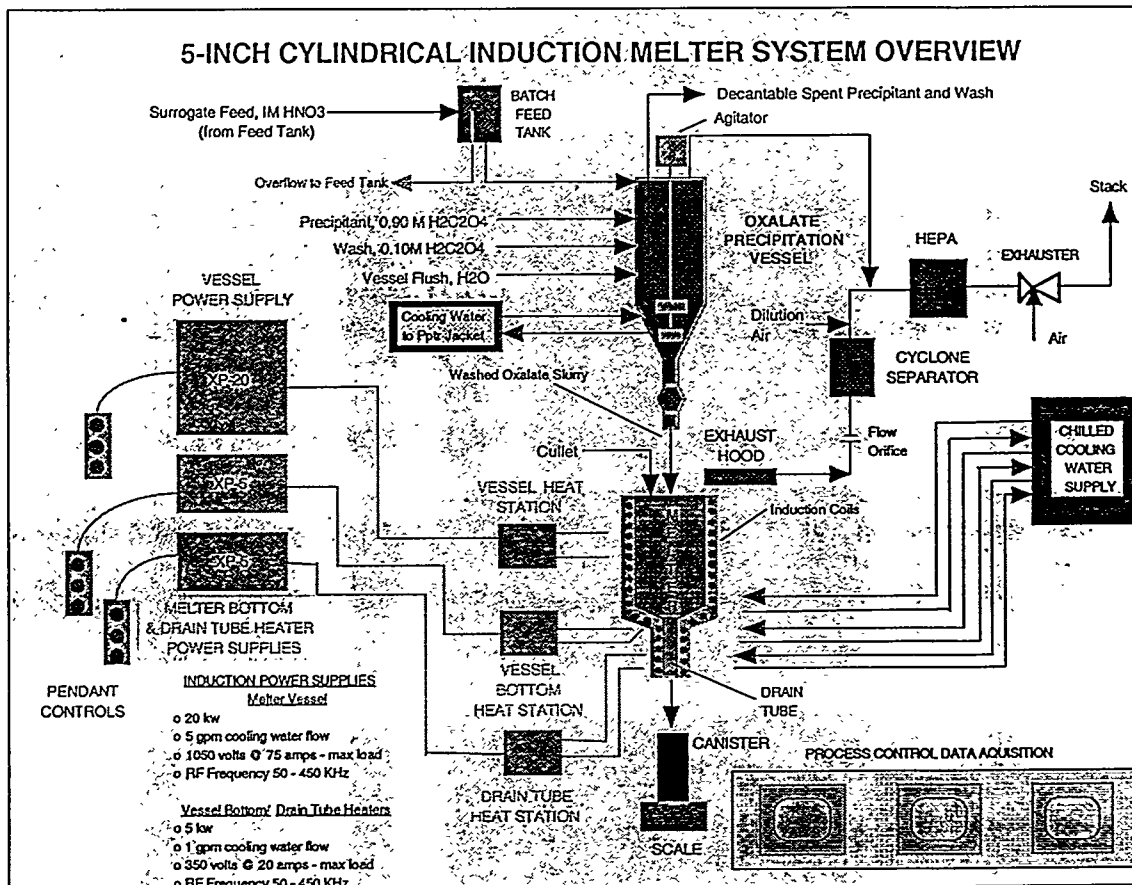 5-INCH CYLINDRICAL INDUCTION MELTER SYSTEM OVERVIEW
Surrogate Feed, IM HNO3
(from Feed Tank)
BATCH
FEED
TANK
Decantable Spent Precipitant and Wash
Agitator
Overflow to Feed Tank
Stack
Precipitant, 0.90 M H2C2O4
Wash, 0.10M H2C2O4
Vessel Flush, H2O
OXALATE
PRECIPITATION
VESSEL
HEPA
EXHAUSTER
VESSEL
POWER SUPPLY
Cooling Water
to Pptr Jacket
Dilution
Air
Air
CYCLONE
SEPARATOR
XP-20
Washed Oxalate Slurry
EXHAUST
HOOD
Flow
Orifice
CHILLED
COOLING
WATER
SUPPLY
Cullet
XP-5
VESSEL HEAT
STATION
Induction Coils
XP-5
MELTER BOTTOM
& DRAIN TUBE HEATER
POWER SUPPLIES
VESSEL
BOTTOM
HEAT STATION
PENDANT
CONTROLS
DRAIN
TUBE
INDUCTION POWER SUPPLIES
Melter Vessel
o 20 kw
o 5 gpm cooling water flow
o 1050 volts @ 75 amps - max load
o RF Frequency 50 - 450 KHz
CANISTER
PROCESS CONTROL DATA AQUISITION
DRAIN TUBE
HEAT STATION
SCALE
Vessel Bottom/ Drain Tube Heaters
o 5 kw
o 1 gpm cooling water flow
o 350 volts @ 20 amps - max load
o RF Frequency 50 - 450 KHz